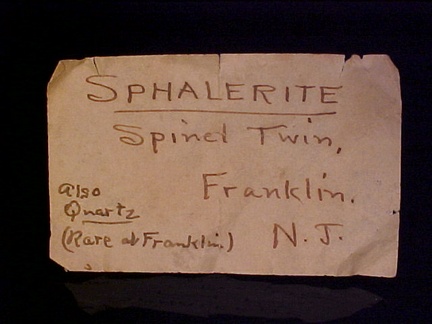 SPHALERITE
Spinel Twin,
Franklin.
N. J.
Also
Quartz
(Rare at Franklin.)